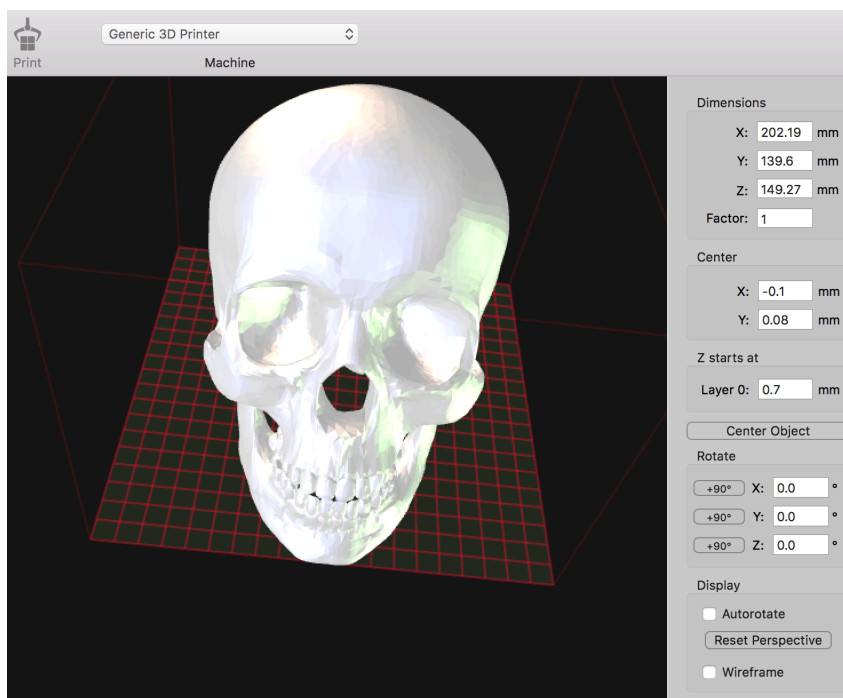 Generic 3D Printer
Print
Machine
Dimensions
X: 202.19 mm
Y: 139.6 mm
Z: 149.27 mm
Factor: 1
Center
X: -0.1 mm
Y: 0.08 mm
Z starts at
Layer 0: 0.7 mm
Center Object
Rotate
+90° X: 0.0 °
+90° Y: 0.0 °
+90° Z: 0.0 °
Display
Autorotate
Reset Perspective
Wireframe